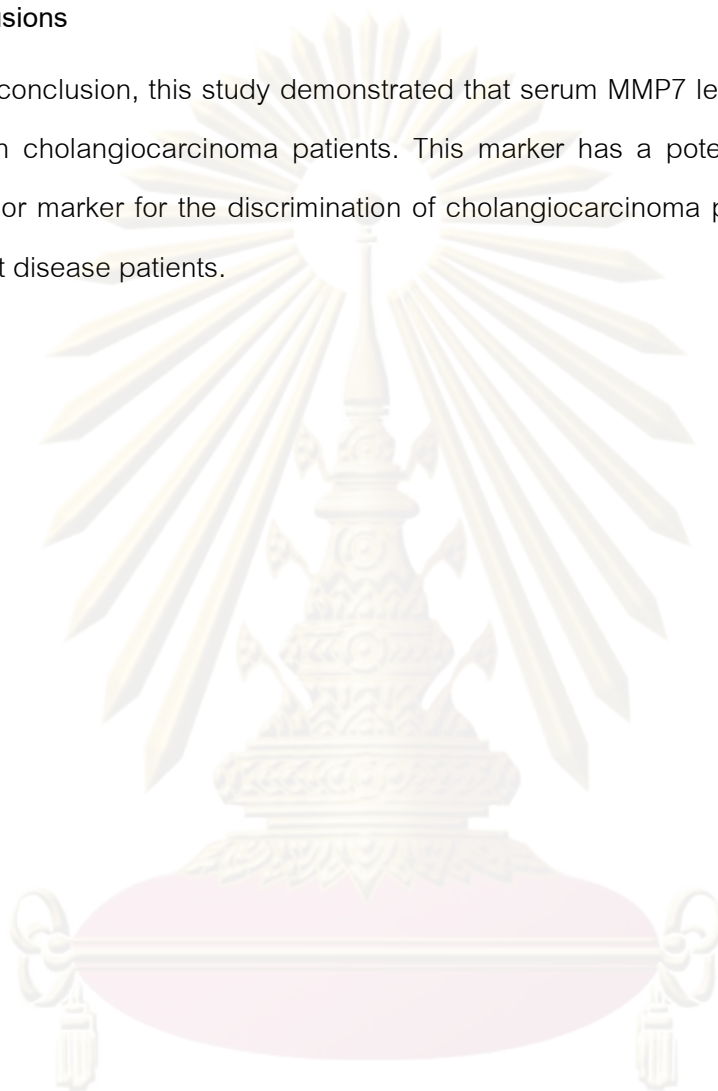 usions
conclusion, this study demonstrated that serum MMP7 le
n cholangiocarcinoma patients. This marker has a pote
or marker for the discrimination of cholangiocarcinoma p
t disease patients.